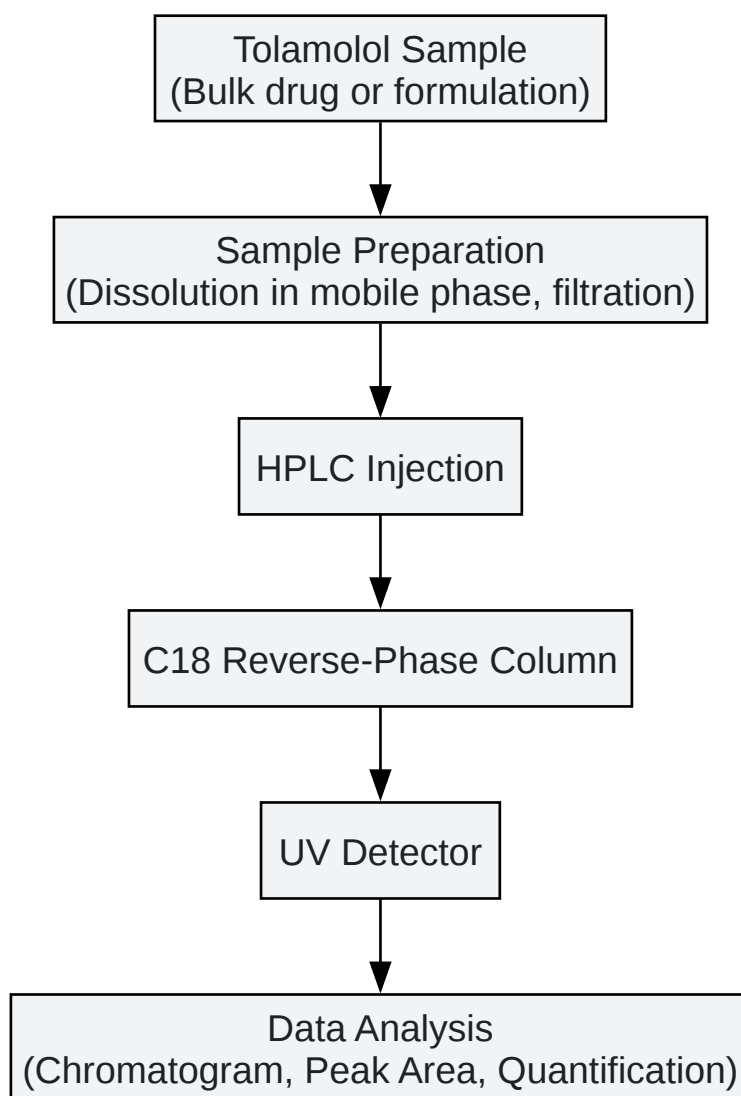 Tolamolol Sample
(Bulk drug or formulation)
Sample Preparation
(Dissolution in mobile phase, filtration)
HPLC Injection
C18 Reverse-Phase Column
UV Detector
Data Analysis
(Chromatogram, Peak Area, Quantification)